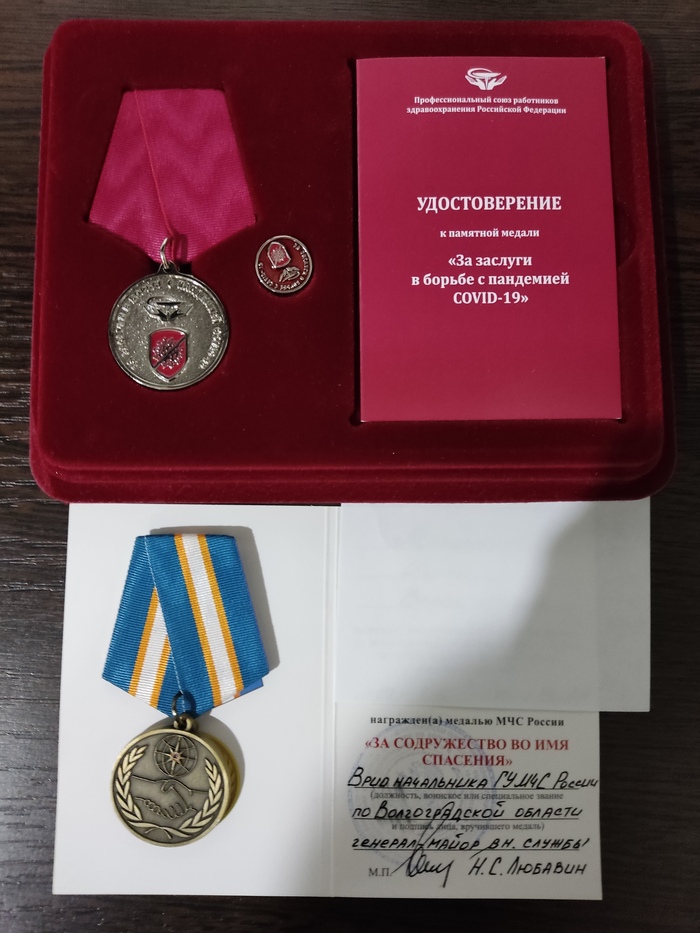 Профессиональный союз работников
здравоохранения Российской Федерации
УДОСТОВЕРЕНИЕ
к памятной медали
«За заслуги
в борьбе с пандемией
COVID-19»
награжден(а) медалью МЧС России
«ЗА СОДРУЖЕСТВО ВО ИМЯ
СПАСЕНИЯ»
Врио начальника ГУ МЧС России
(должность, воинское или специальное звание
по Волгоградской области
и подпись лица, вручившего медаль)
генерал-майор вн. службы
М.П. Н.С. Любавин